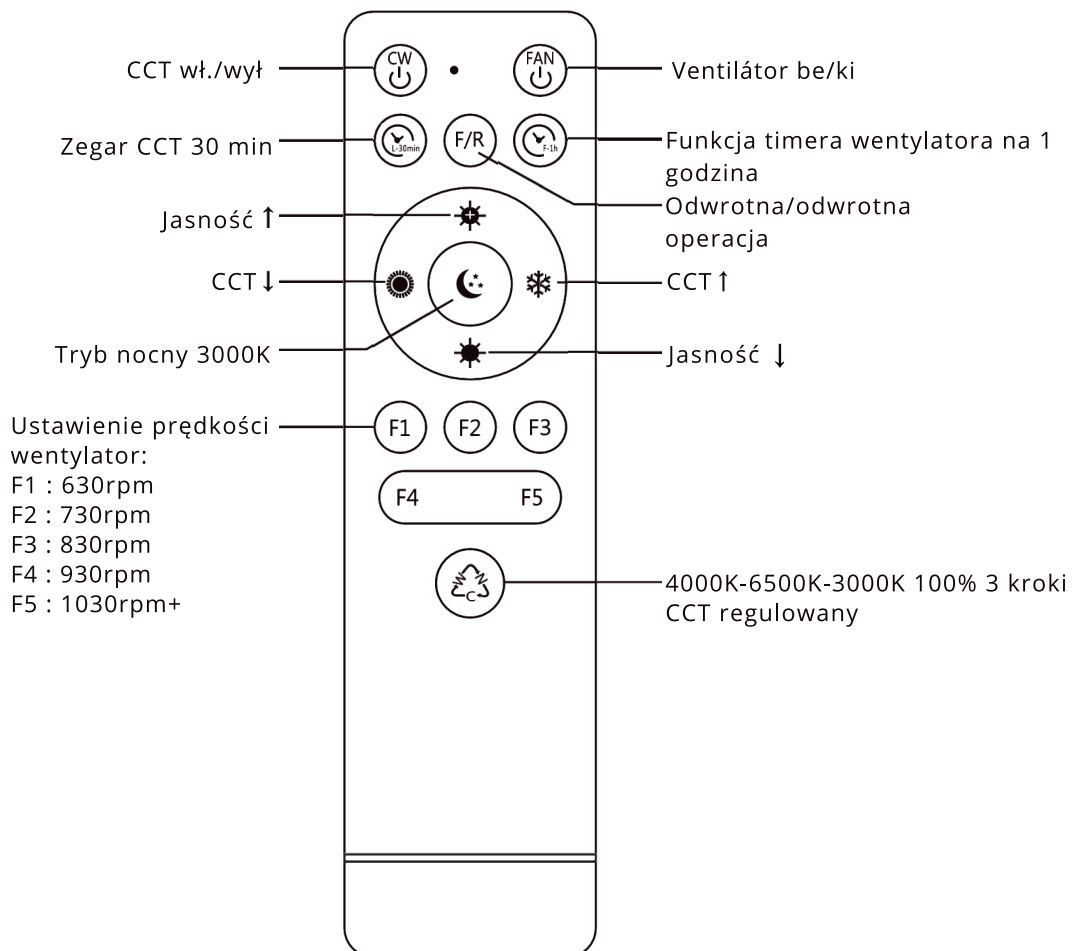 CCT wł./wył
CW
FAN
Ventilátor be/ki
Zegar CCT 30 min
L-30min
F/R
F-1h
Funkcja timera wentylatora na 1
godzina
Odwrotna/odwrotna
operacja
Jasność ↑
CCT ↓
CCT ↑
Tryb nocny 3000K
Jasność ↓
Ustawienie prędkości
wentylator:
F1 : 630rpm
F2 : 730rpm
F3 : 830rpm
F4 : 930rpm
F5 : 1030rpm+
F1
F2
F3
F4
F5
W
N
C
4000K-6500K-3000K 100% 3 kroki
CCT regulowany